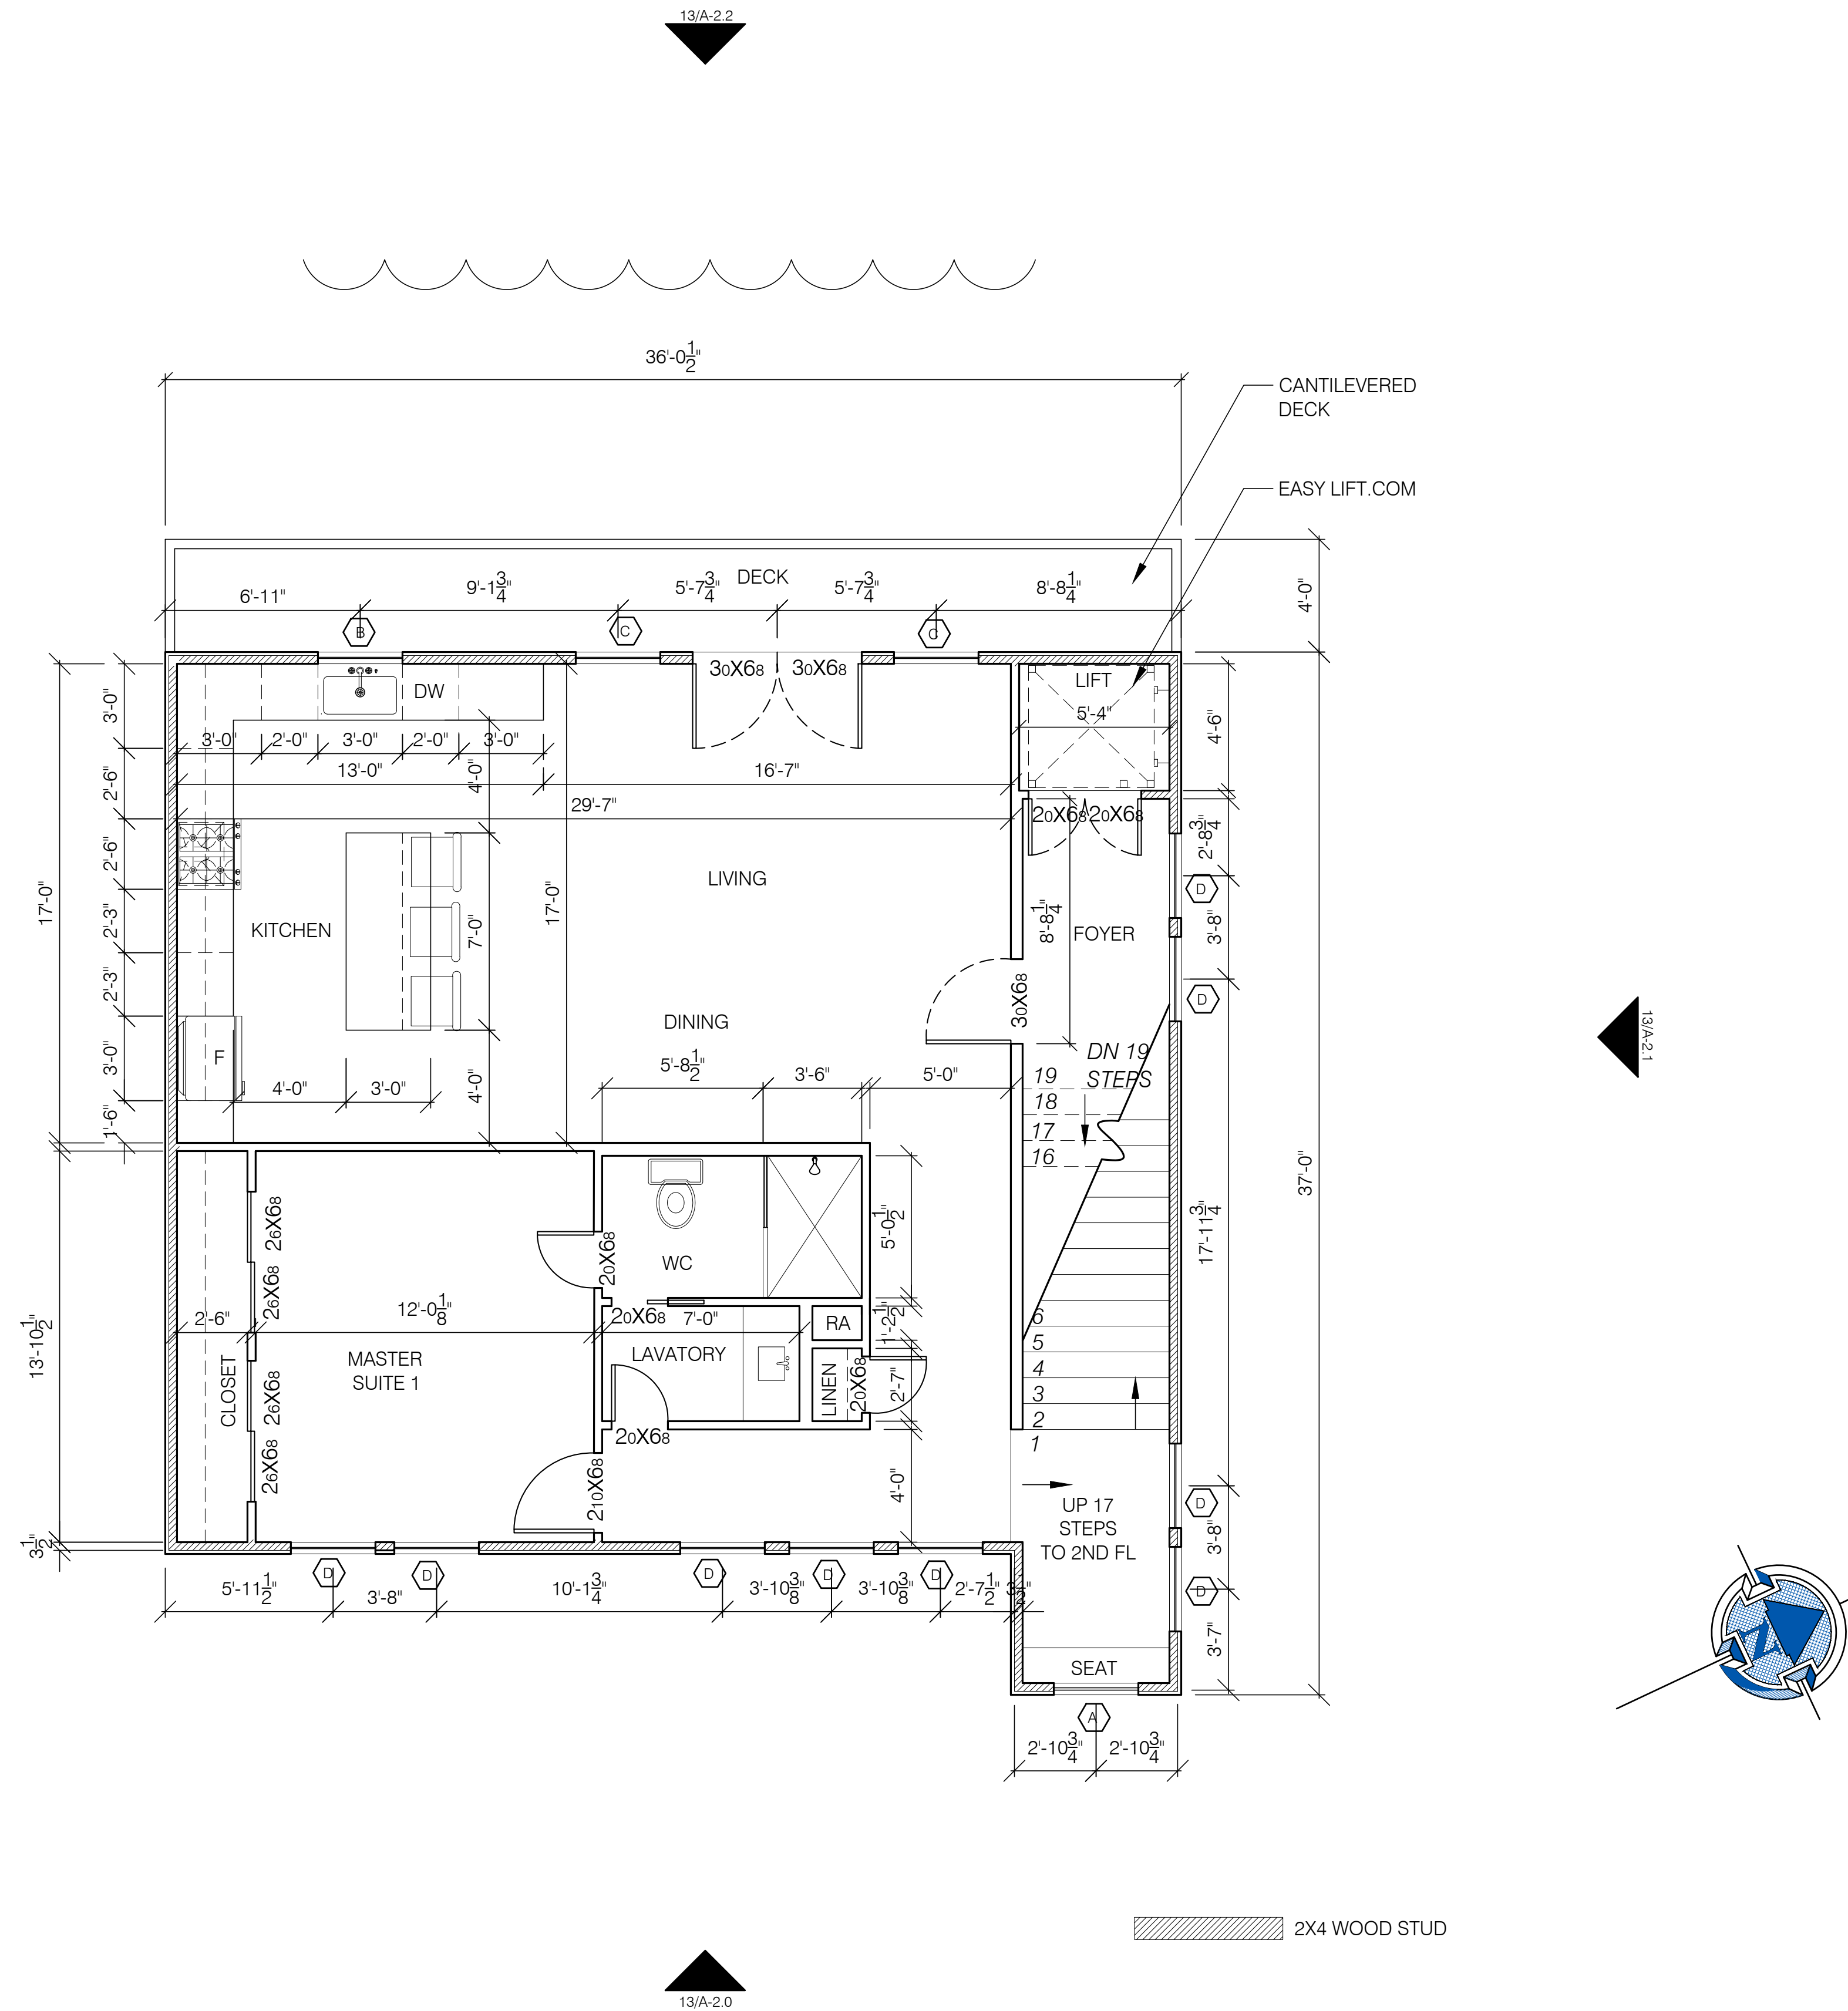 13/A-2.2
36'-0 1/2"
CANTILEVERED
DECK
EASY LIFT.COM
DECK
6'-11"
9'-1 3/4"
5'-7 3/4"
5'-7 3/4"
8'-8 1/4"
4'-0"
B
C
C
30X68
30X68
DW
LIFT
5'-4"
3'-0"
4'-6"
3'-0"
2'-0"
3'-0"
2'-0"
3'-0"
4'-0"
13'-0"
16'-7"
2'-6"
29'-7"
20X68
20X68
2'-8 3/4"
2'-6"
LIVING
D
17'-0"
17'-0"
2'-3"
KITCHEN
7'-0"
8'-8 1/4"
FOYER
3'-8"
2'-3"
30X68
D
DINING
13/A-2.1
3'-0"
F
4'-0"
3'-0"
4'-0"
5'-8 1/2"
3'-6"
5'-0"
DN 19
STEPS
19
18
17
16
1'-6"
37'-0"
26X68
5'-0 1/2"
17'-11 3/4"
WC
20X68
26X68
2'-6"
12'-0 1/8"
20X68
7'-0"
RA
1'-2 1/2"
6
5
4
3
2
1
13'-10 1/2"
CLOSET
MASTER
SUITE 1
LAVATORY
LINEN
20X68
2'-7"
26X68
20X68
26X68
210X68
4'-0"
UP 17
STEPS
TO 2ND FL
D
3'-8"
3 1/2"
D
D
D
D
D
D
5'-11 1/2"
3'-8"
10'-1 3/4"
3'-10 3/8"
3'-10 3/8"
2'-7 1/2"
3 1/2"
3'-7"
SEAT
A
2'-10 3/4"
2'-10 3/4"
N
2X4 WOOD STUD
13/A-2.0